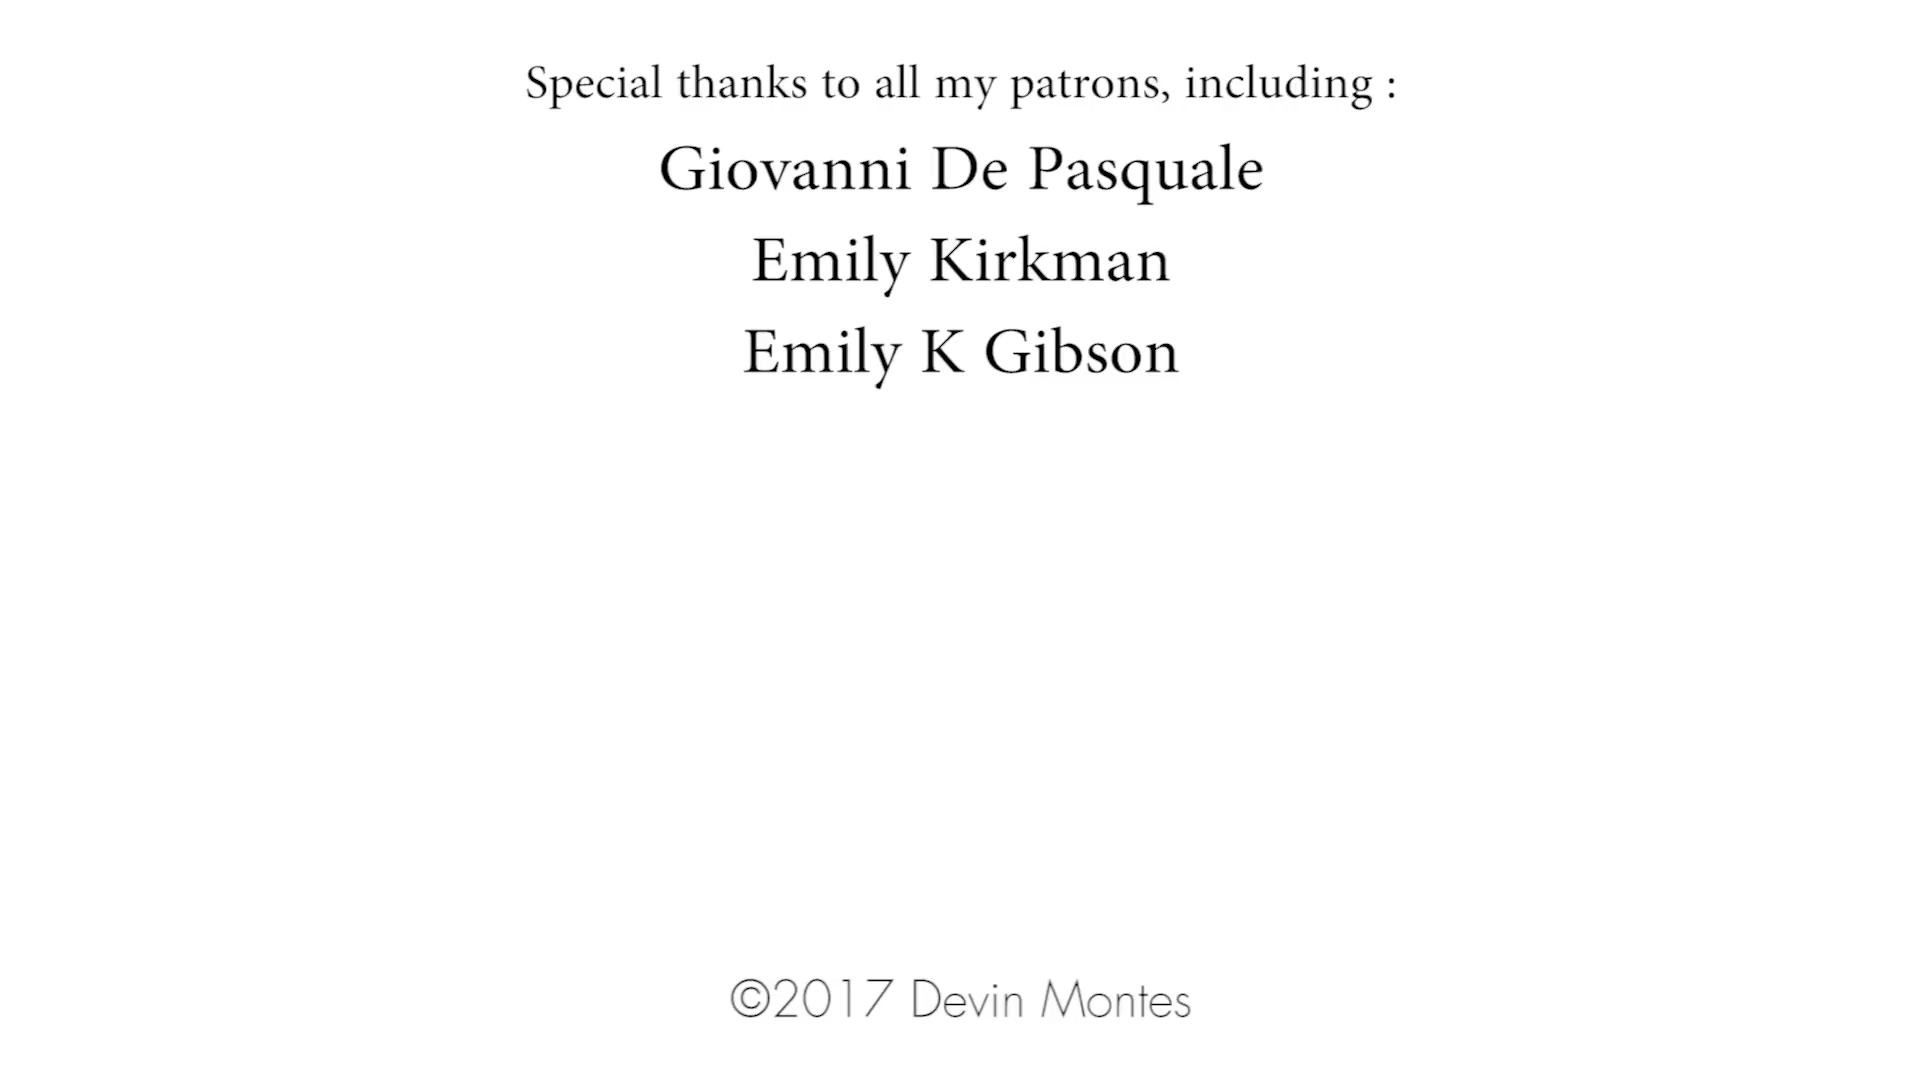 Special thanks to all my patrons, including :
Giovanni De Pasquale
Emily Kirkman
Emily K Gibson
©2017 Devin Montes